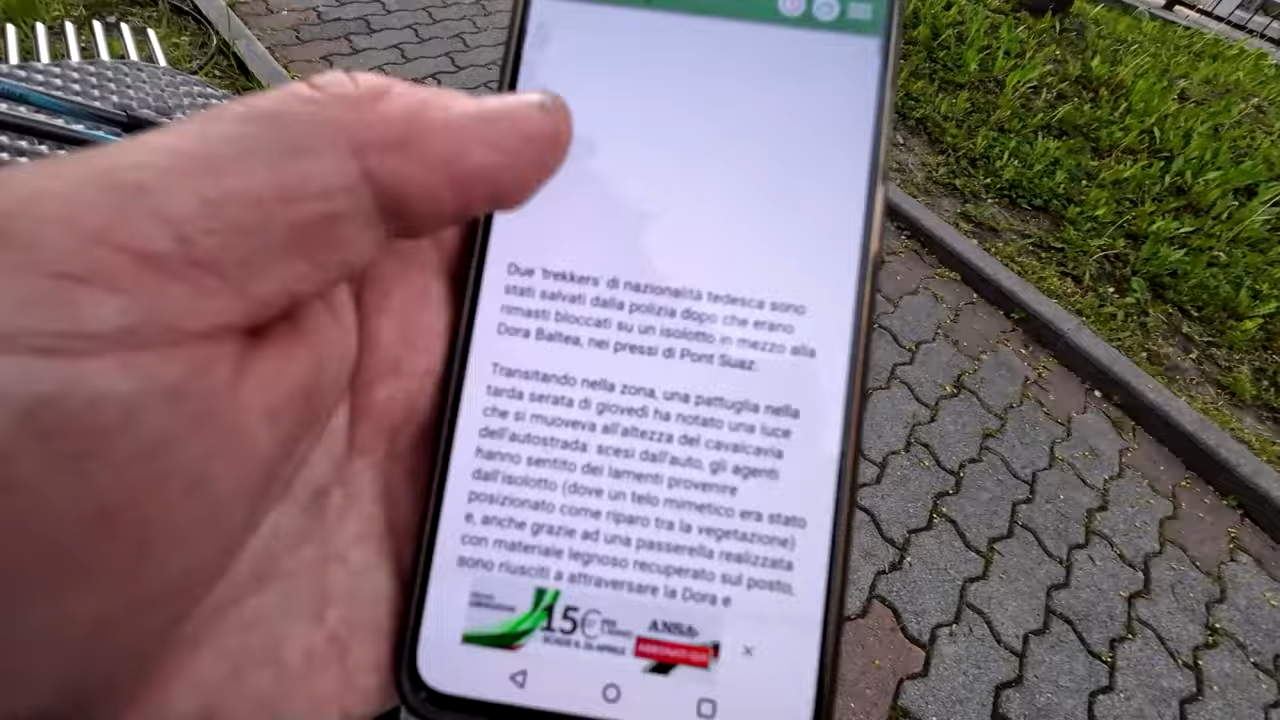 Due 'trekkers' di nazionalità tedesca sono
stati salvati dalla polizia dopo che erano
rimasti bloccati su un isolotto in mezzo alla
Dora Baltea, nei pressi di Pont Suaz.
Transitando nella zona, una pattuglia nella
tarda serata di giovedì ha notato una luce
che si muoveva all'altezza del cavalcavia
dell'autostrada: scesi dall'auto, gli agenti
hanno sentito dei lamenti provenire
dall'isolotto (dove un telo mimetico era stato
posizionato come riparo tra la vegetazione)
e, anche grazie ad una passerella realizzata
con materiale legnoso recuperato sul posto,
sono riusciti a attraversare la Dora e
15€
ANSA
ABBONATI QUI